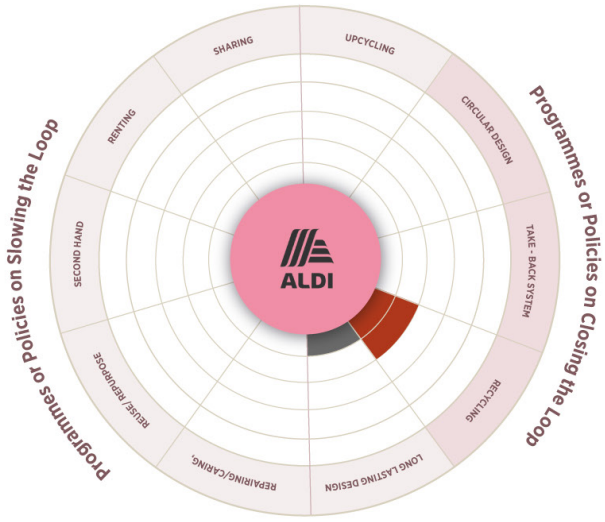 SHARING
UPCYCLING
RENTING
CIRCULAR DESIGN
SECOND HAND
TAKE - BACK SYSTEM
ALDI
REUSE/ REPURPOSE
RECYCLING
REPAIRING/CARING,
LONG LASTING DESIGN
Programmes or Policies on Slowing the Loop
Programmes or Policies on Closing the Loop